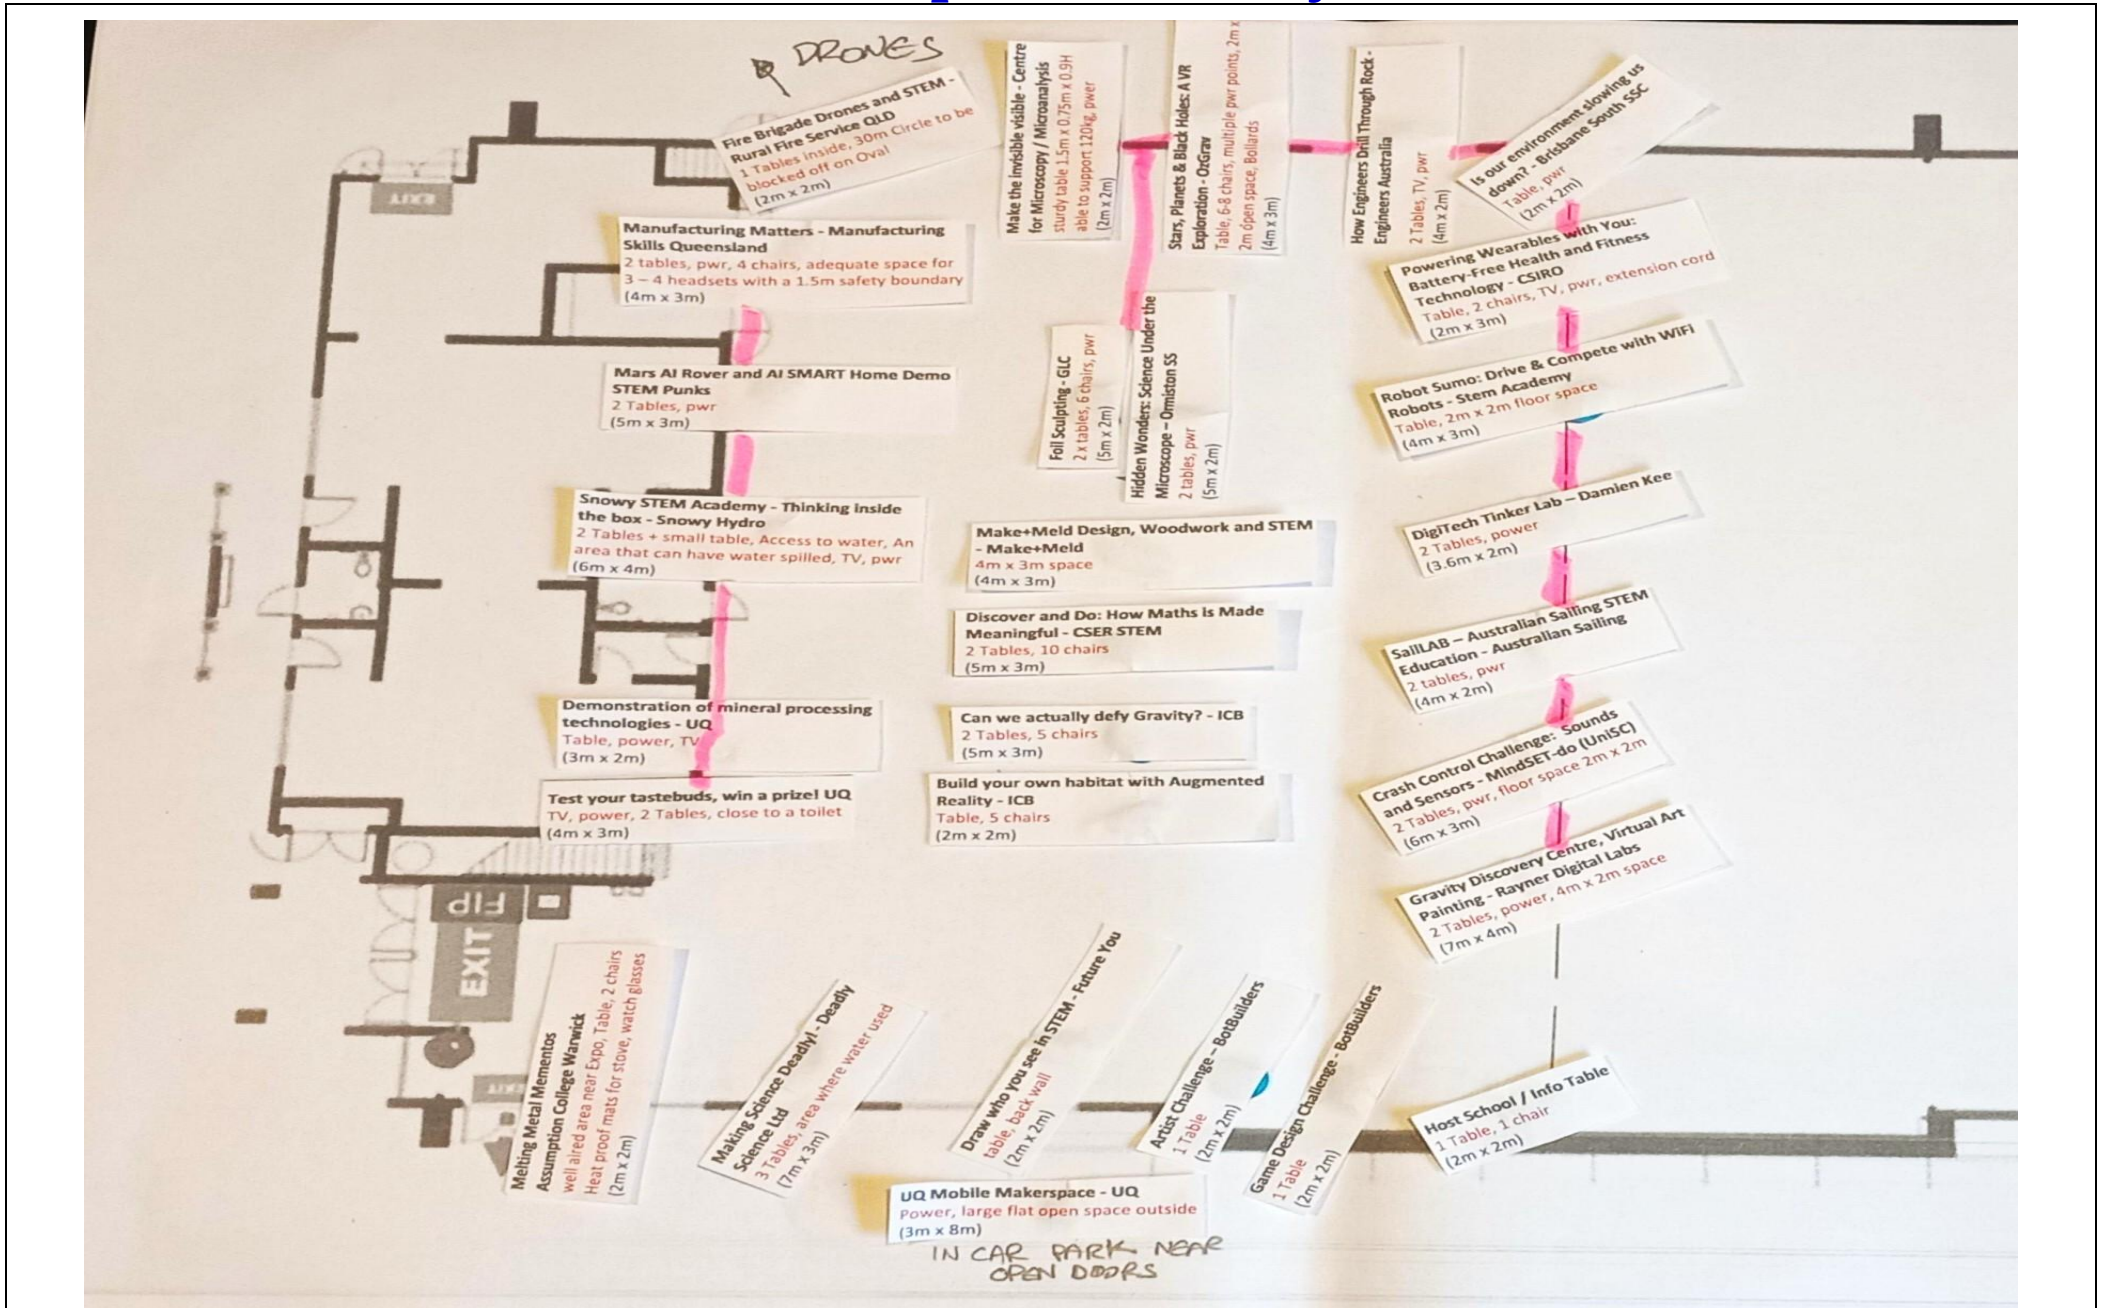 DRONES
Fire Brigade Drones and STEM -
Rural Fire Service QLD
1 Tables inside, 30m Circle to be
blocked off on Oval
(2m x 2m)
Manufacturing Matters - Manufacturing
Skills Queensland
2 tables, pwr, 4 chairs, adequate space for
3 – 4 headsets with a 1.5m safety boundary
(4m x 3m)
Mars AI Rover and AI SMART Home Demo
STEM Punks
2 Tables, pwr
(5m x 3m)
Snowy STEM Academy - Thinking inside
the box - Snowy Hydro
2 Tables + small table, Access to water, An
area that can have water spilled, TV, pwr
(6m x 4m)
Demonstration of mineral processing
technologies - UQ
Table, power, TV
(3m x 2m)
Test your tastebuds, win a prize! UQ
TV, power, 2 Tables, close to a toilet
(4m x 3m)
Make the invisible visible - Centre
for Microscopy / Microanalysis
sturdy table 1.5m x 0.75m x 0.9H
able to support 120kg, pwer
(2m x 2m)
Stars, Planets & Black Holes: A VR
Exploration - OzGrav
Table, 6-8 chairs, multiple pwr points, 2m x
2m open space, Bollards
(4m x 3m)
How Engineers Drill Through Rock -
Engineers Australia
2 Tables, TV, pwr
(4m x 2m)
Is our environment slowing us
down? - Brisbane South SSC
Table, pwr
(2m x 2m)
Foil Sculpting - GLC
2 x tables, 6 chairs, pwr
(5m x 2m)
Hidden Wonders: Science Under the
Microscope – Ormiston SS
2 tables, pwr
(5m x 2m)
Make+Meld Design, Woodwork and STEM
- Make+Meld
4m x 3m space
(4m x 3m)
Discover and Do: How Maths is Made
Meaningful - CSER STEM
2 Tables, 10 chairs
(5m x 3m)
Can we actually defy Gravity? - ICB
2 Tables, 5 chairs
(5m x 3m)
Build your own habitat with Augmented
Reality - ICB
Table, 5 chairs
(2m x 2m)
Powering Wearables with You:
Battery-Free Health and Fitness
Technology - CSIRO
Table, 2 chairs, TV, pwr, extension cord
(2m x 3m)
Robot Sumo: Drive & Compete with WiFi
Robots - Stem Academy
Table, 2m x 2m floor space
(4m x 3m)
DigiTech Tinker Lab – Damien Kee
2 Tables, power
(3.6m x 2m)
SailLAB – Australian Sailing STEM
Education - Australian Sailing
2 tables, pwr
(4m x 2m)
Crash Control Challenge: Sounds
and Sensors - MindSET-do (UniSC)
2 Tables, pwr, floor space 2m x 2m
(6m x 3m)
Gravity Discovery Centre, Virtual Art
Painting - Rayner Digital Labs
2 Tables, power, 4m x 2m space
(7m x 4m)
EXIT
EXIT
EXIT
Melting Metal Mementos
Assumption College Warwick
well aired area near Expo, Table, 2 chairs
Heat proof mats for stove, watch glasses
(2m x 2m)
Making Science Deadly! - Deadly
Science Ltd
3 Tables, area where water used
(7m x 3m)
Draw who you see in STEM - Future You
table, back wall
(2m x 2m)
Artist Challenge – BotBuilders
1 Table
(2m x 2m)
Game Design Challenge - BotBuilders
1 Table
(2m x 2m)
Host School / Info Table
1 Table, 1 chair
(2m x 2m)
UQ Mobile Makerspace - UQ
Power, large flat open space outside
(3m x 8m)
IN CAR PARK NEAR
OPEN DOORS